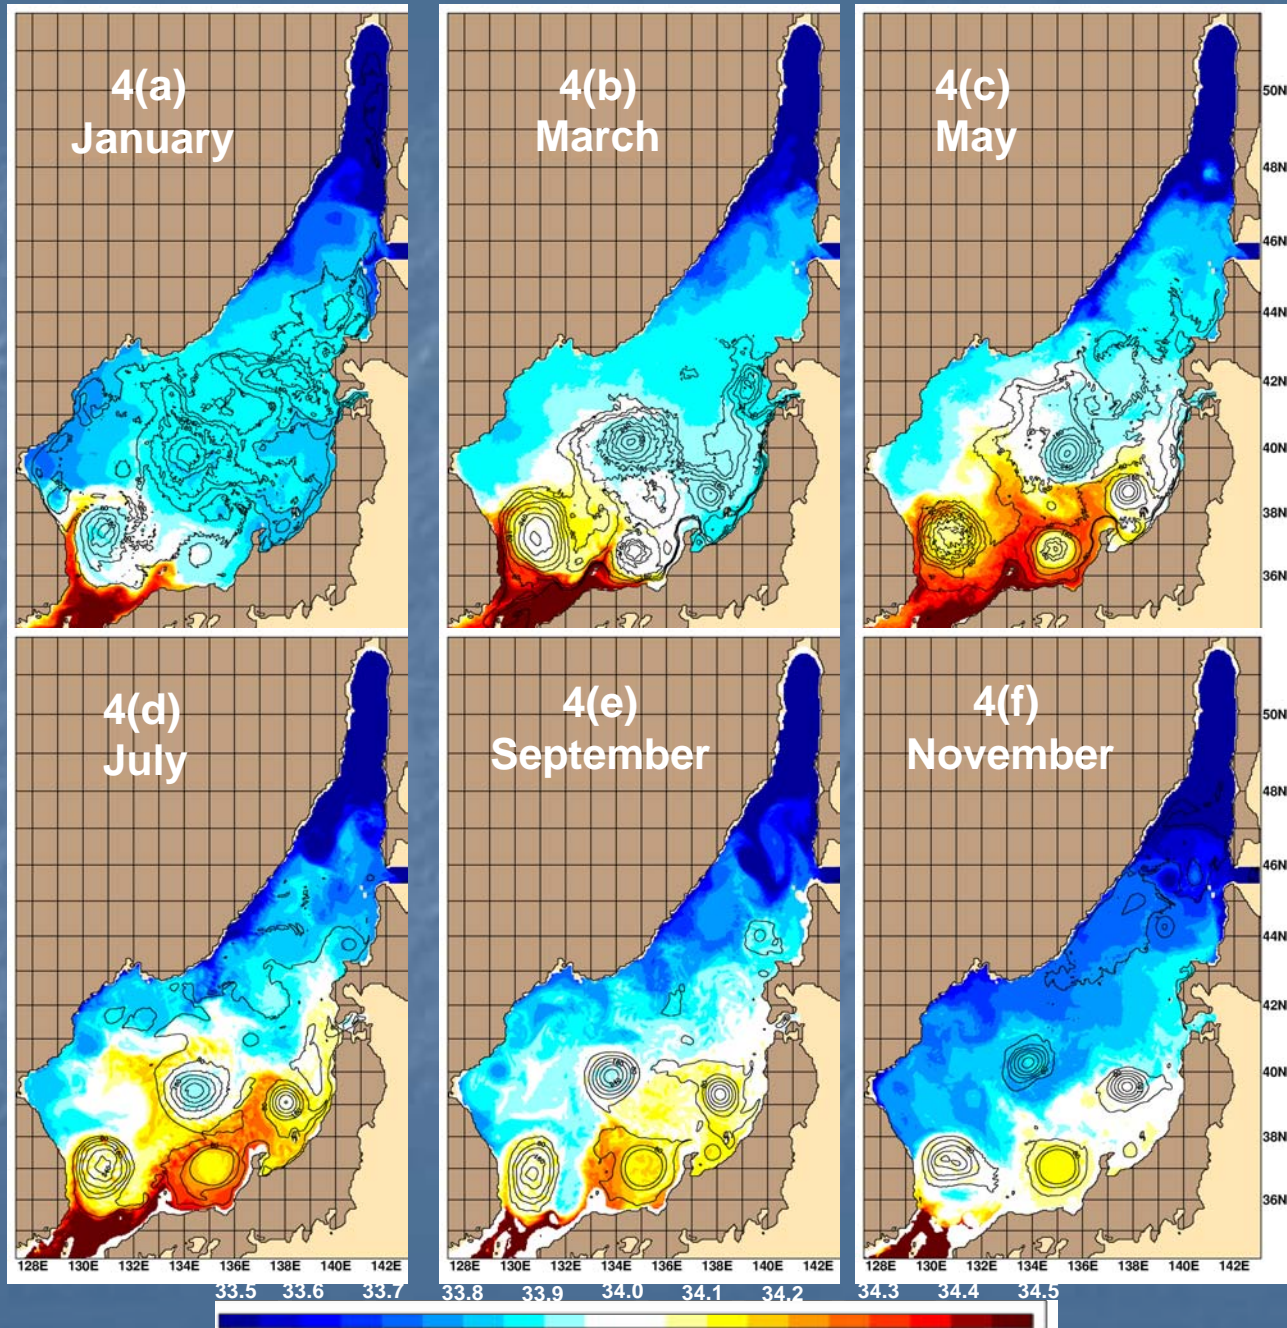 4(a)
January
4(b)
March
4(c)
May
50N
48N
46N
44N
42N
40N
38N
36N
4(d)
July
4(e)
September
4(f)
November
50N
48N
46N
44N
42N
40N
38N
36N
128E 130E 132E 134E 136E 138E 140E 142E
128E 130E 132E 134E 136E 138E 140E 142E
128E 130E 132E 134E 136E 138E 140E 142E
33.5 33.6 33.7 33.8 33.9 34.0 34.1 34.2 34.3 34.4 34.5